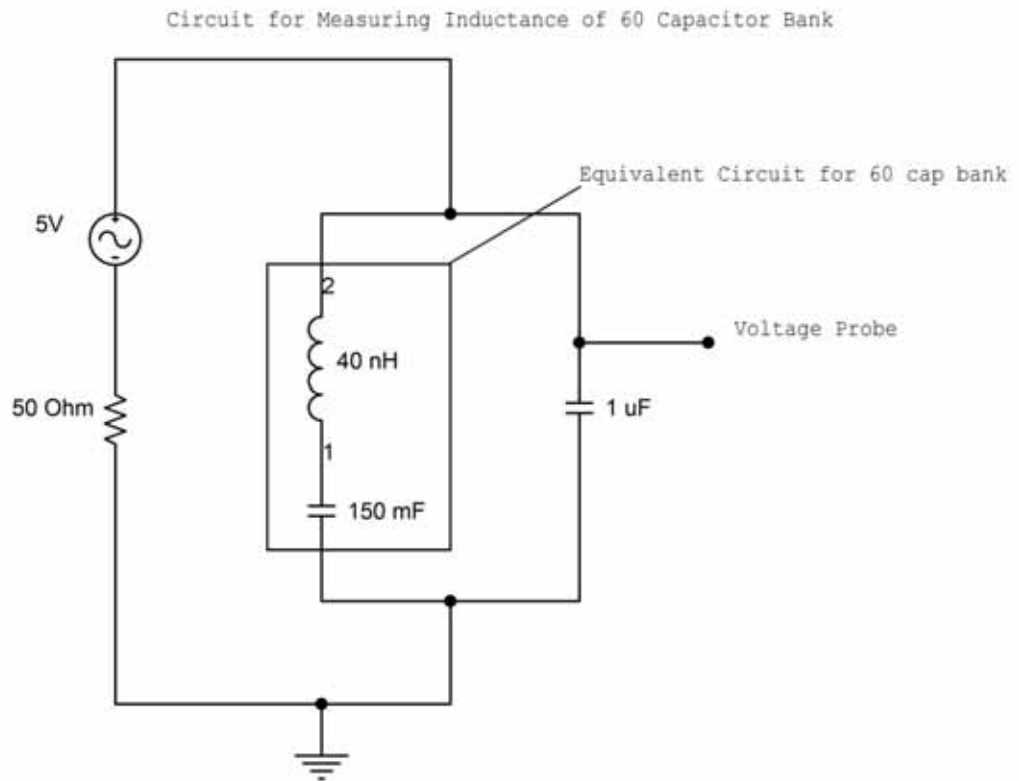 Circuit for Measuring Inductance of 60 Capacitor Bank
Equivalent Circuit for 60 cap bank
5V
+
-
2
Voltage Probe
40 nH
50 Ohm
1 uF
1
150 mF